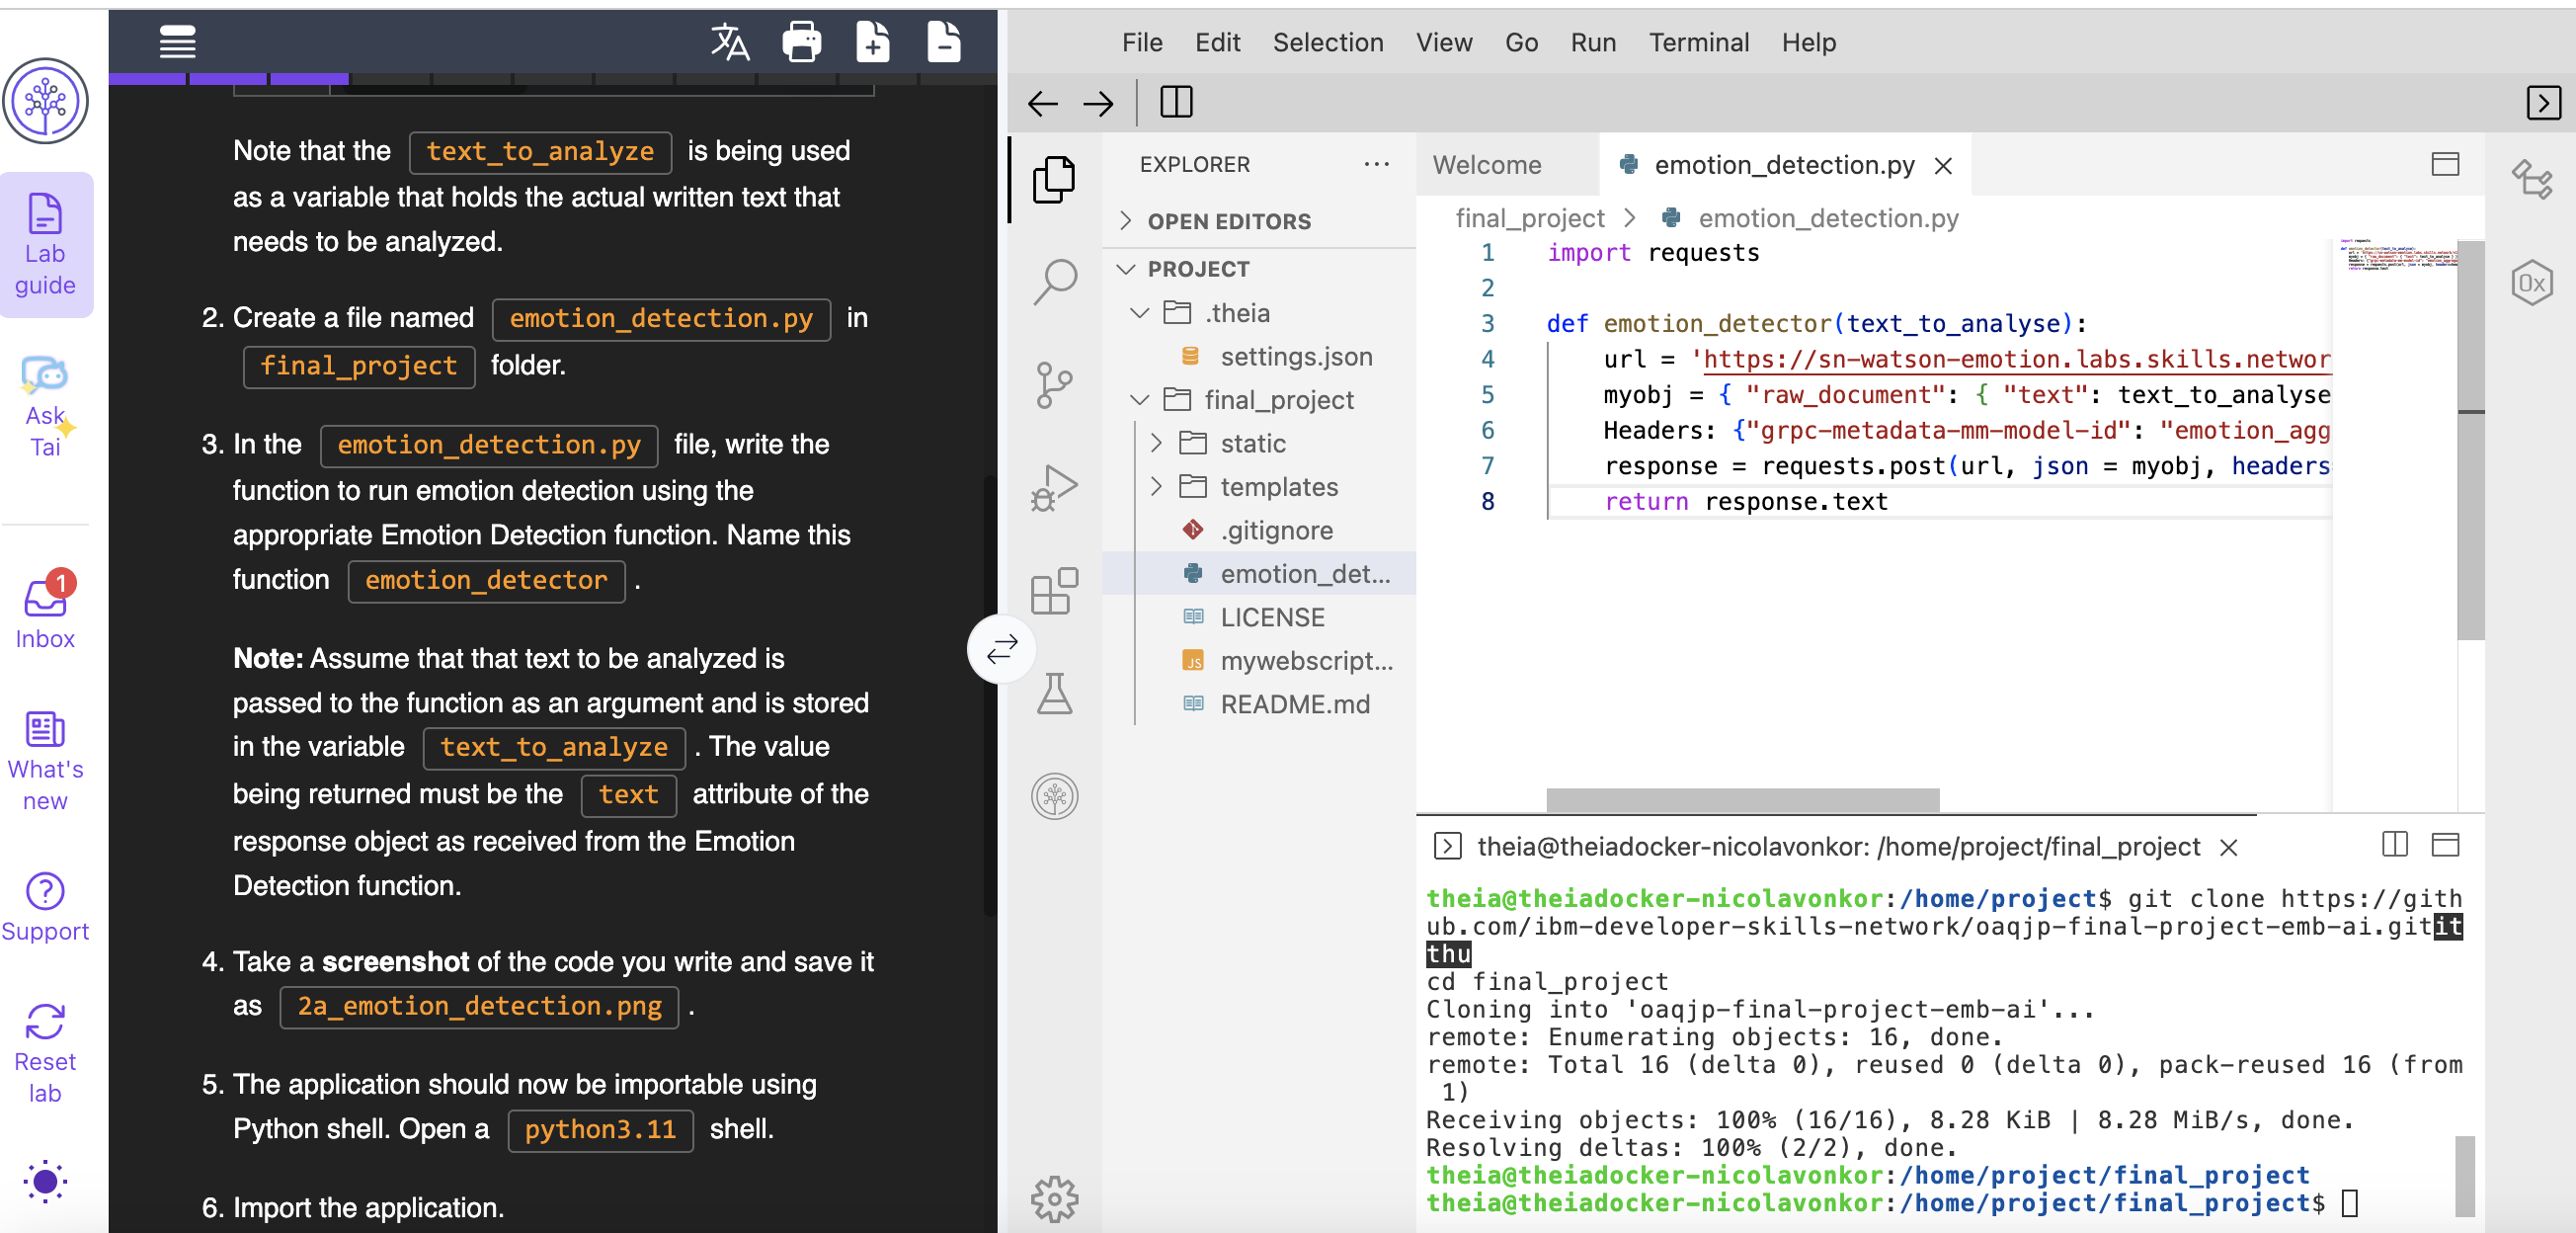 Lab
guide
Ask
Tai
1
Inbox
What's
new
Support
Reset
lab
Note that the text_to_analyze is being used
as a variable that holds the actual written text that
needs to be analyzed.
2. Create a file named emotion_detection.py in
final_project folder.
3. In the emotion_detection.py file, write the
function to run emotion detection using the
appropriate Emotion Detection function. Name this
function emotion_detector .
Note: Assume that that text to be analyzed is
passed to the function as an argument and is stored
in the variable text_to_analyze . The value
being returned must be the text attribute of the
response object as received from the Emotion
Detection function.
4. Take a screenshot of the code you write and save it
as 2a_emotion_detection.png .
5. The application should now be importable using
Python shell. Open a python3.11 shell.
6. Import the application.
File Edit Selection View Go Run Terminal Help
EXPLORER
OPEN EDITORS
PROJECT
.theia
settings.json
final_project
static
templates
.gitignore
emotion_det...
LICENSE
JS mywebscript...
README.md
Welcome emotion_detection.py
final_project > emotion_detection.py
1 import requests
2
3 def emotion_detector(text_to_analyse):
4 url = 'https://sn-watson-emotion.labs.skills.networ
5 myobj = { "raw_document": { "text": text_to_analyse
6 Headers: {"grpc-metadata-mm-model-id": "emotion_agg
7 response = requests.post(url, json = myobj, headers
8 return response.text
0x
theia@theiadocker-nicolavonkor: /home/project/final_project
theia@theiadocker-nicolavonkor:/home/project$ git clone https://gith
ub.com/ibm-developer-skills-network/oaqjp-final-project-emb-ai.gitit
thu
cd final_project
Cloning into 'oaqjp-final-project-emb-ai'...
remote: Enumerating objects: 16, done.
remote: Total 16 (delta 0), reused 0 (delta 0), pack-reused 16 (from
1)
Receiving objects: 100% (16/16), 8.28 KiB | 8.28 MiB/s, done.
Resolving deltas: 100% (2/2), done.
theia@theiadocker-nicolavonkor:/home/project/final_project
theia@theiadocker-nicolavonkor:/home/project/final_project$